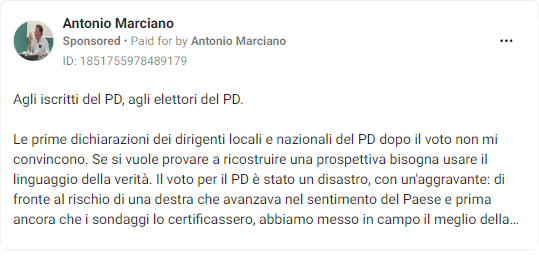 Antonio Marciano
Sponsored • Paid for by Antonio Marciano
ID: 1851755978489179
Agli iscritti del PD, agli elettori del PD.
Le prime dichiarazioni dei dirigenti locali e nazionali del PD dopo il voto non mi
convincono. Se si vuole provare a ricostruire una prospettiva bisogna usare il
linguaggio della verità. Il voto per il PD è stato un disastro, con un'aggravante: di
fronte al rischio di una destra che avanzava nel sentimento del Paese e prima
ancora che i sondaggi lo certificassero, abbiamo messo in campo il meglio della...